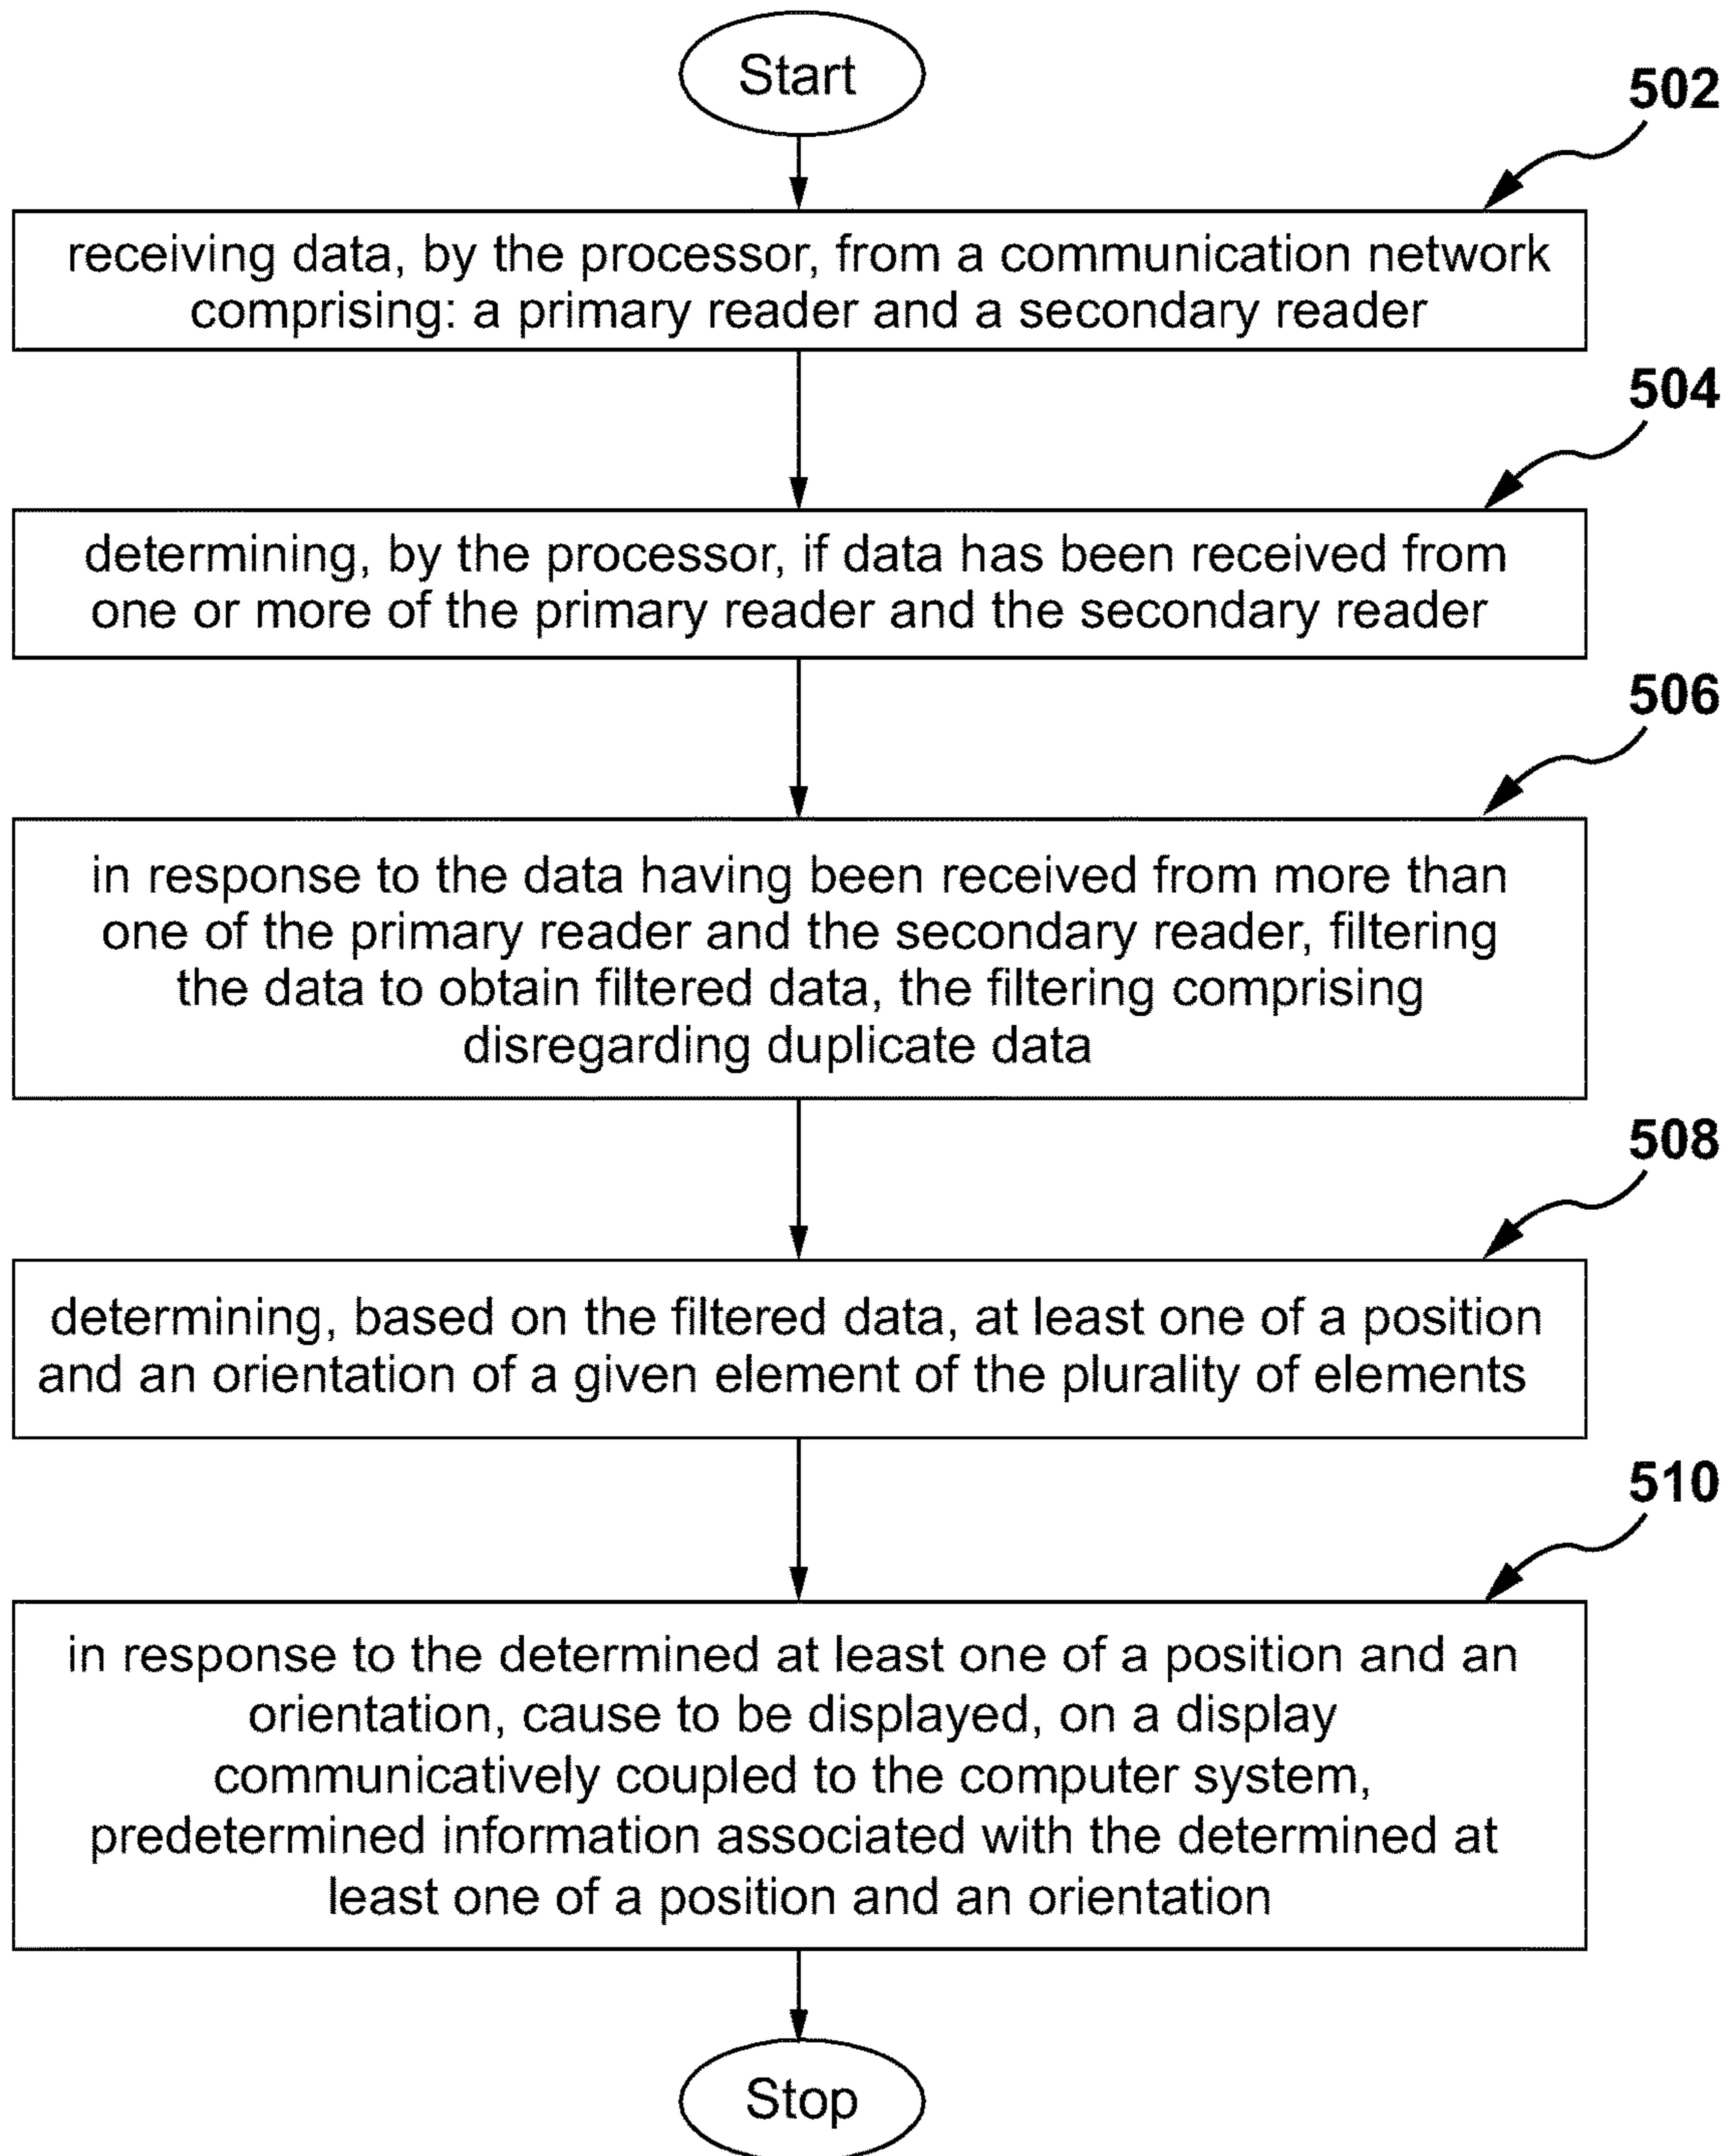 Start
502
receiving data, by the processor, from a communication network
comprising: a primary reader and a secondary reader
504
determining, by the processor, if data has been received from
one or more of the primary reader and the secondary reader
506
in response to the data having been received from more than
one of the primary reader and the secondary reader, filtering
the data to obtain filtered data, the filtering comprising
disregarding duplicate data
508
determining, based on the filtered data, at least one of a position
and an orientation of a given element of the plurality of elements
510
in response to the determined at least one of a position and an
orientation, cause to be displayed, on a display
communicatively coupled to the computer system,
predetermined information associated with the determined at
least one of a position and an orientation
Stop